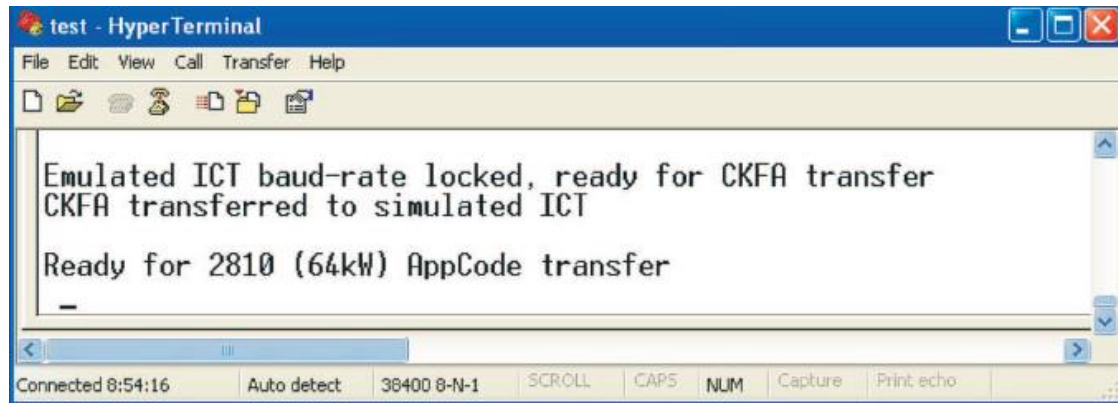 test - HyperTerminal
File Edit View Call Transfer Help
Emulated ICT baud-rate locked, ready for CKFA transfer
CKFA transferred to simulated ICT
Ready for 2810 (64kW) AppCode transfer
Connected 8:54:16 Auto detect 38400 8-N-1 SCROLL CAPS NUM Capture Print echo